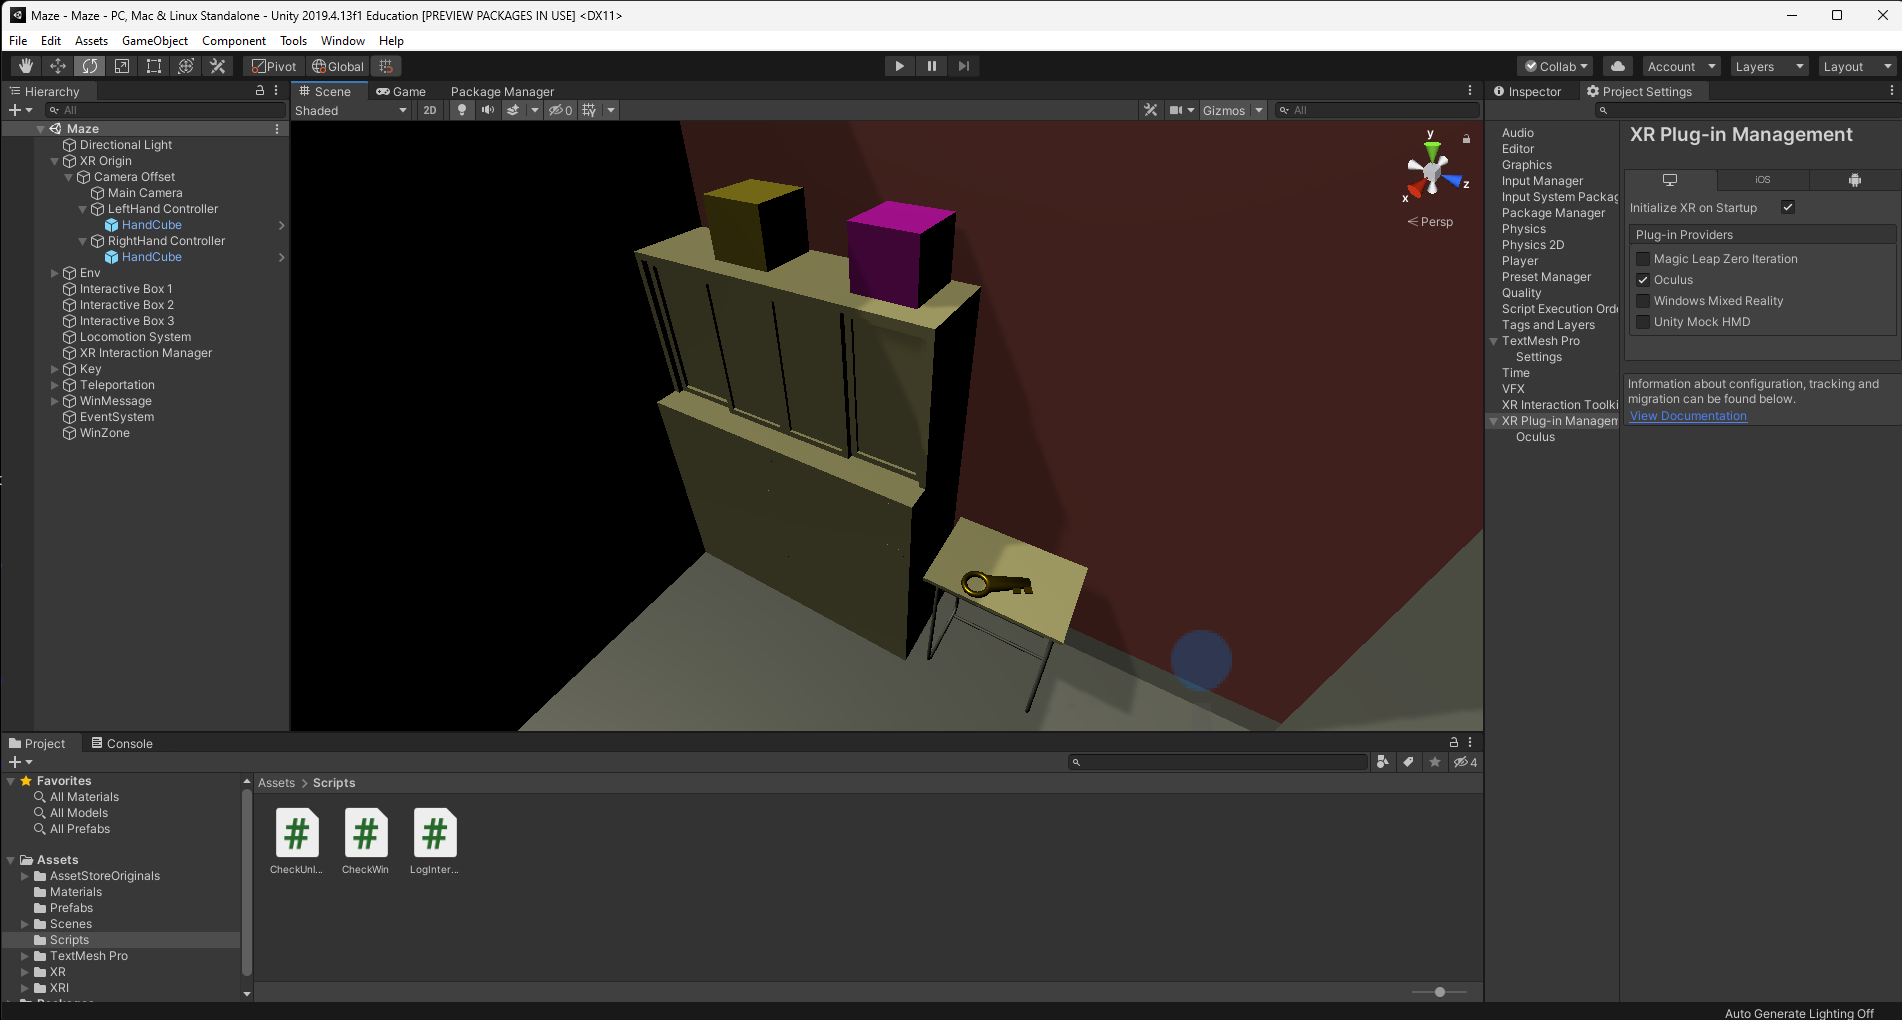 Maze - Maze - PC, Mac & Linux Standalone - Unity 2019.4.13f1 Education [PREVIEW PACKAGES IN USE] <DX11>
File Edit Assets GameObject Component Tools Window Help
Pivot Global Collab Account Layers Layout
Hierarchy
All
Maze
Directional Light
XR Origin
Camera Offset
Main Camera
LeftHand Controller
HandCube
RightHand Controller
HandCube
Env
Interactive Box 1
Interactive Box 2
Interactive Box 3
Locomotion System
XR Interaction Manager
Key
Teleportation
WinMessage
EventSystem
WinZone
Scene Game Package Manager
Shaded 2D 0 Gizmos All
y
z
x
Persp
Inspector Project Settings
Audio
Editor
Graphics
Input Manager
Input System Packag
Package Manager
Physics
Physics 2D
Player
Preset Manager
Quality
Script Execution Orde
Tags and Layers
TextMesh Pro
Settings
Time
VFX
XR Interaction Toolki
XR Plug-in Managem
Oculus
XR Plug-in Management
iOS
Initialize XR on Startup
Plug-in Providers
Magic Leap Zero Iteration
Oculus
Windows Mixed Reality
Unity Mock HMD
Information about configuration, tracking and
migration can be found below.
View Documentation
Project Console
4
Favorites
All Materials
All Models
All Prefabs
Assets
AssetStoreOriginals
Materials
Prefabs
Scenes
Scripts
TextMesh Pro
XR
XRI
Assets > Scripts
CheckUnl... CheckWin LogInter...
Auto Generate Lighting Off